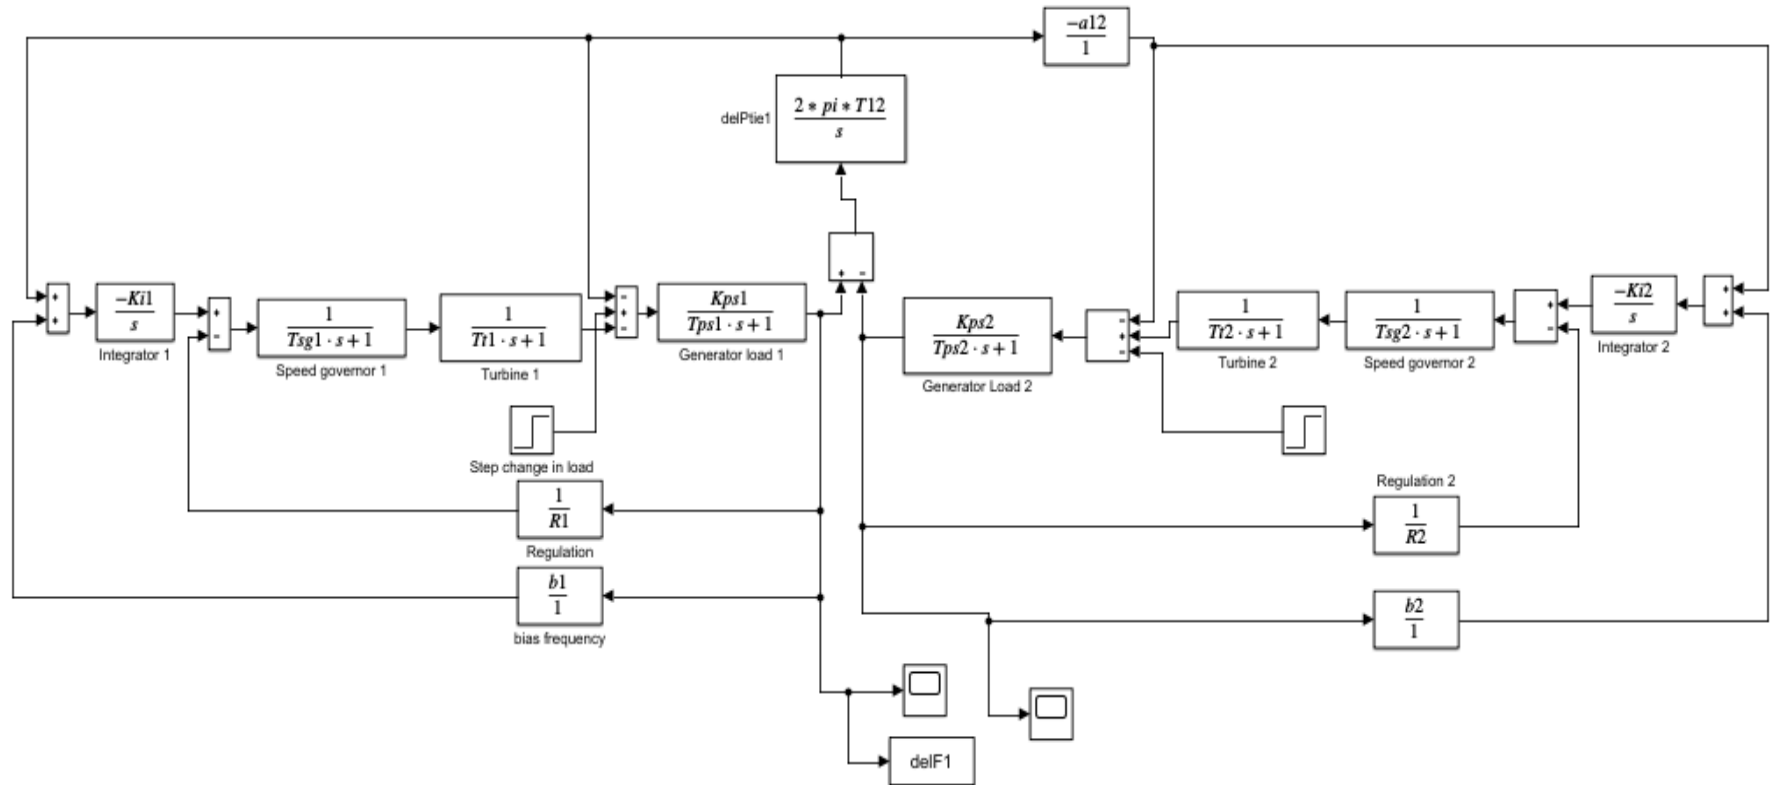 −a12
1
delPtie1
2 ∗ pi ∗ T12
s
+ −
+
+
−Ki1
s
Integrator 1
+
−
1
Tsg1 · s + 1
Speed governor 1
1
Tt1 · s + 1
Turbine 1
−
+
−
Kps1
Tps1 · s + 1
Generator load 1
Kps2
Tps2 · s + 1
Generator Load 2
−
+
−
1
Tt2 · s + 1
Turbine 2
1
Tsg2 · s + 1
Speed governor 2
+
−
−Ki2
s
Integrator 2
+
+
Step change in load
1
R1
Regulation
Regulation 2
1
R2
b1
1
bias frequency
b2
1
delF1